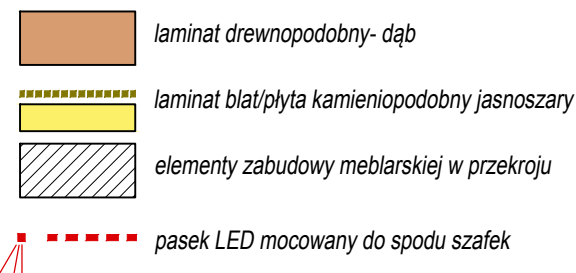 laminat drewnopodobny- dąb
laminat blat/płyta kamieniopodobny jasnoszary
elementy zabudowy meblarskiej w przekroju
pasek LED mocowany do spodu szafek